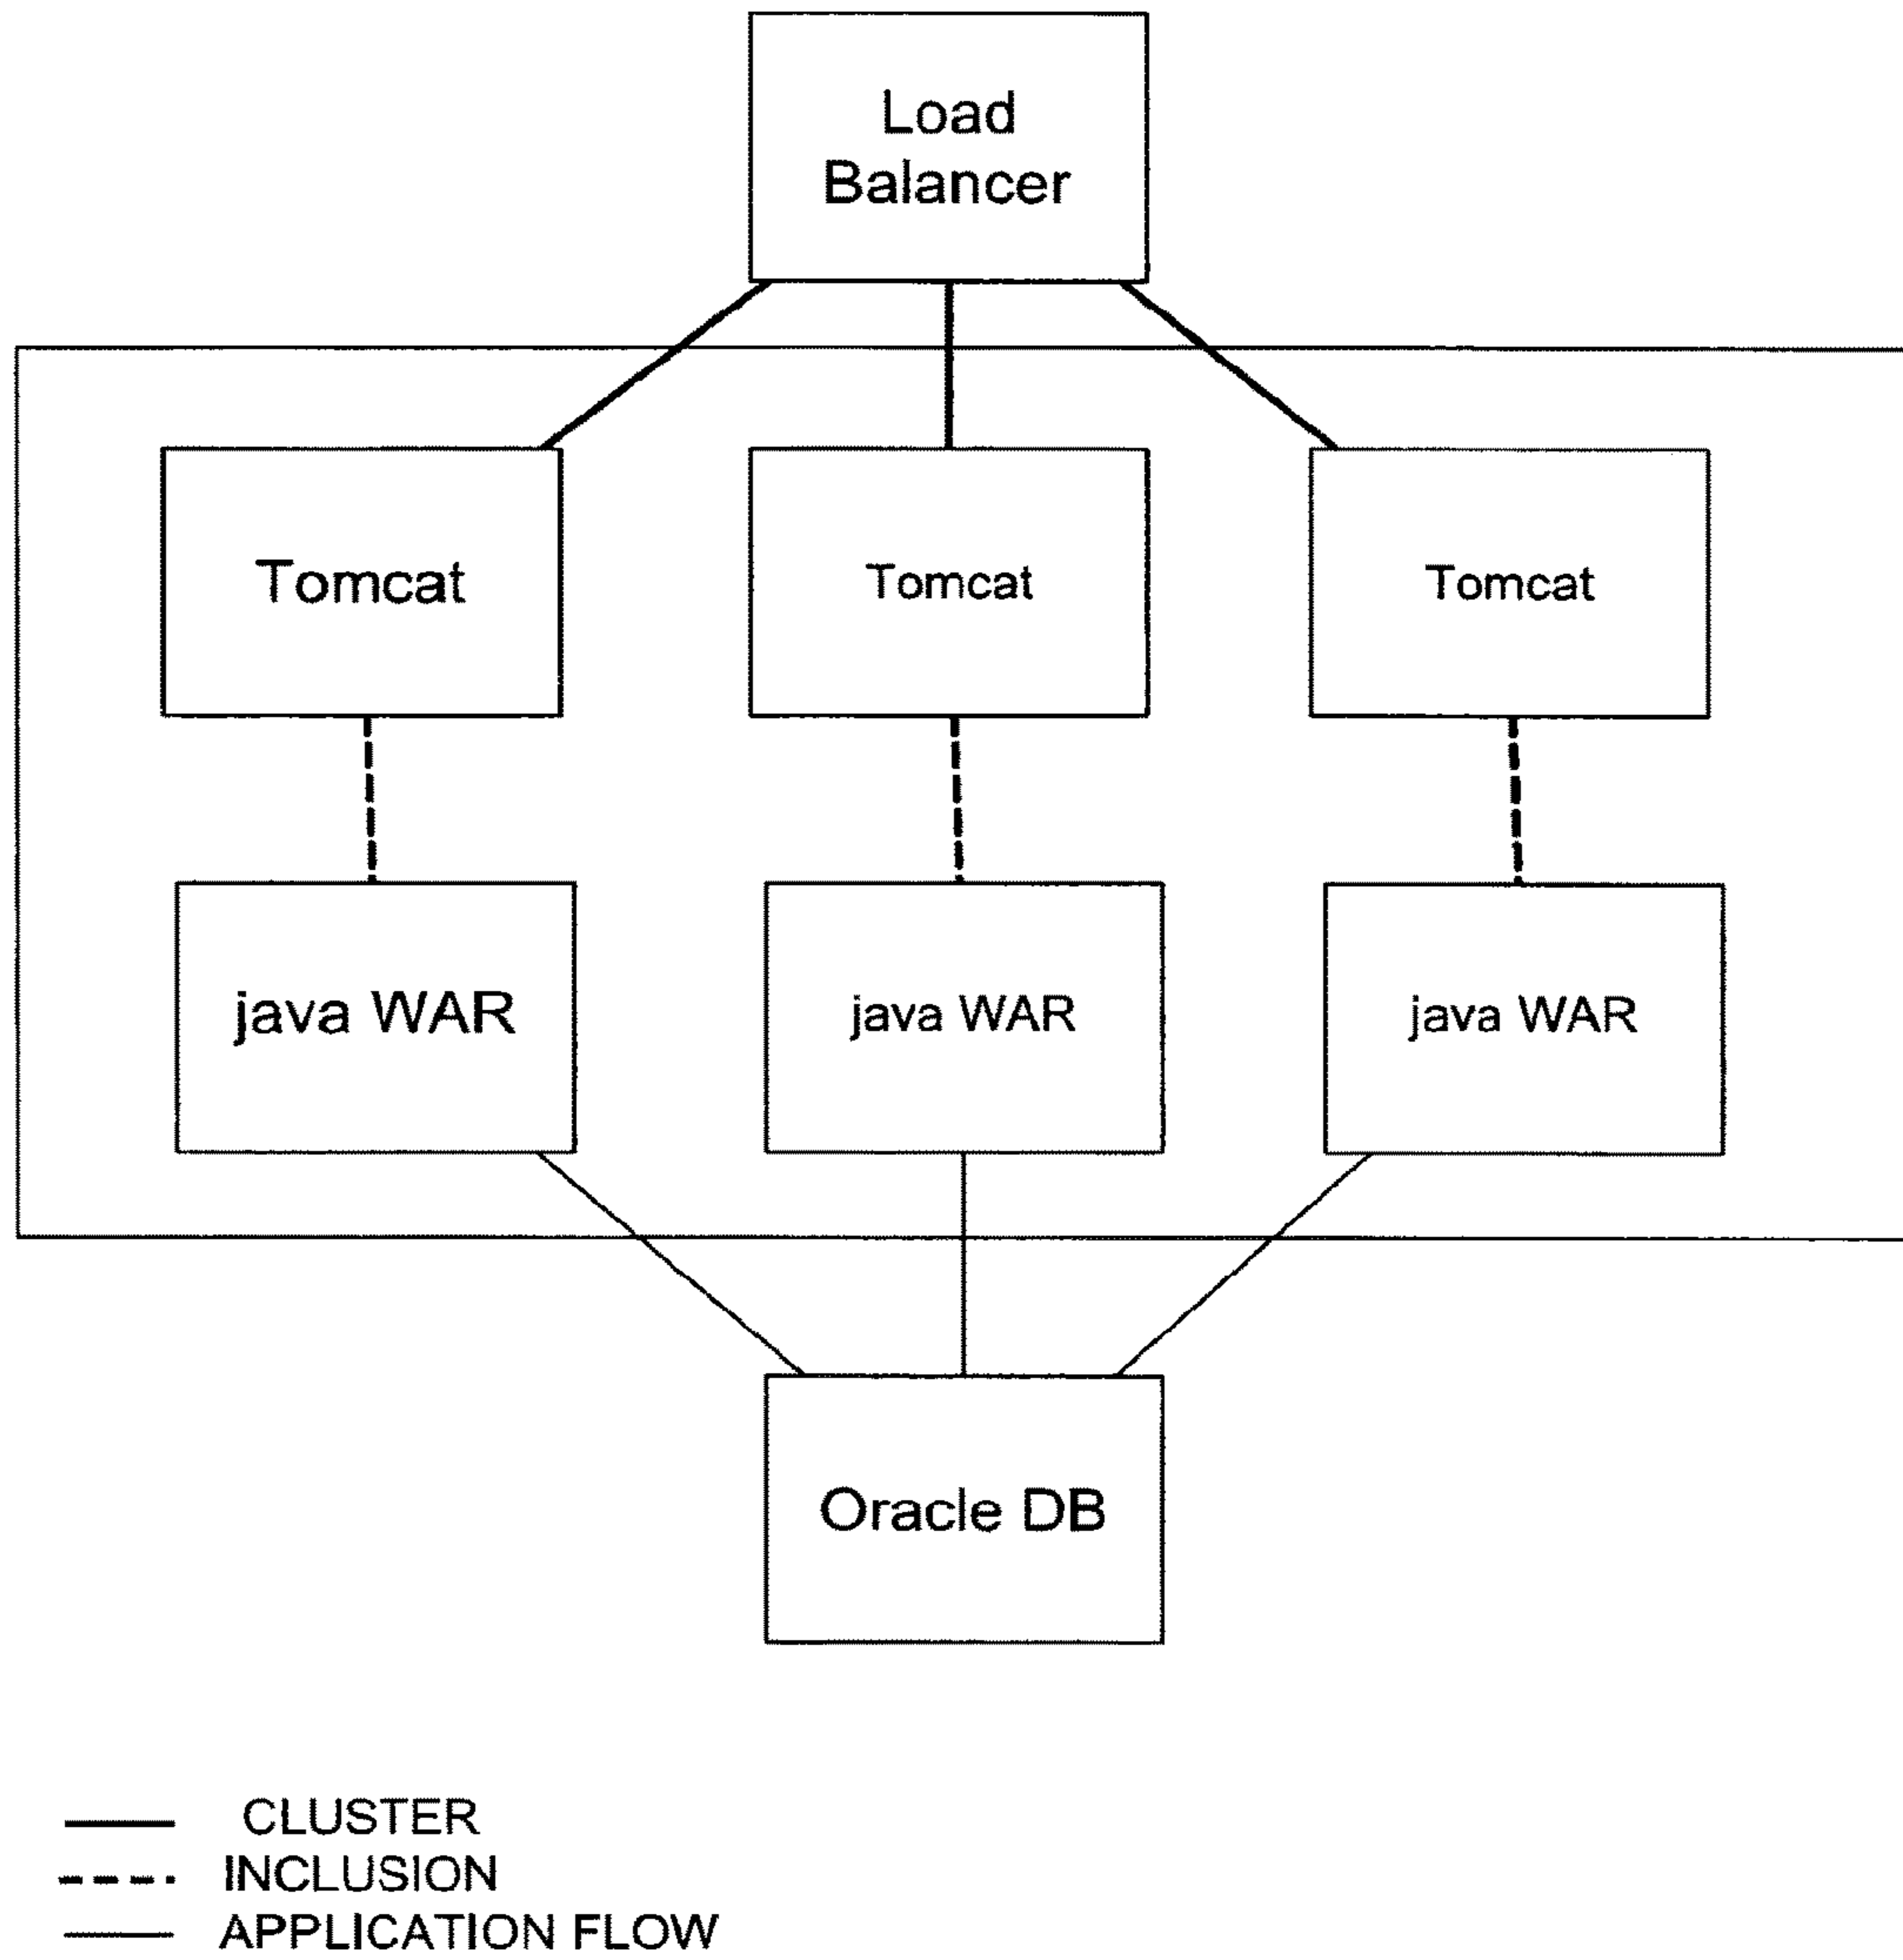 Load
Balancer
Tomcat
Tomcat
Tomcat
java WAR
java WAR
java WAR
Oracle DB
CLUSTER
INCLUSION
APPLICATION FLOW